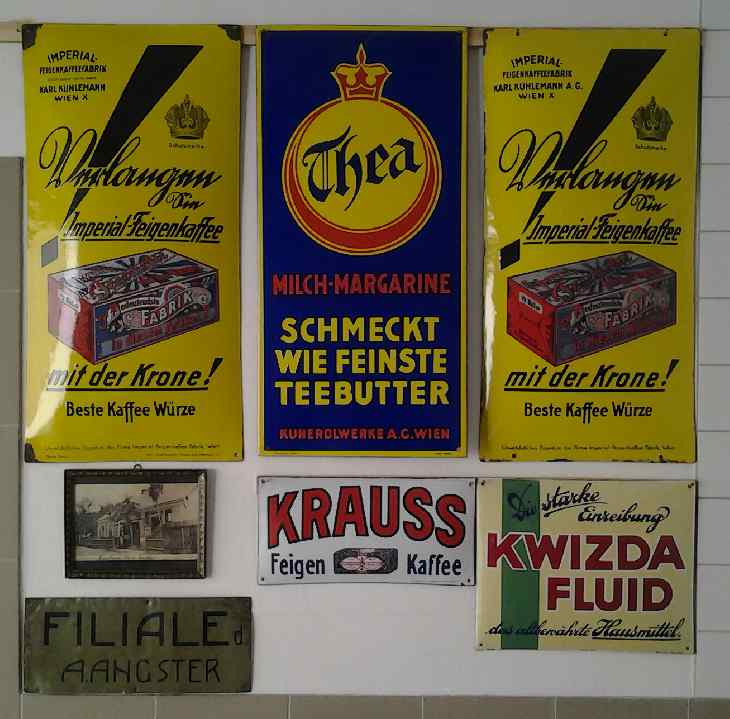 IMPERIAL-
FEIGENKAFFEEFABRIK
KARL KUHLEMANN
WIEN X
Schutzmarke
Verlangen
Sie
Imperial-Feigenkaffee
FABRIK
mit der Krone!
Beste Kaffee Würze
Thea
MILCH-MARGARINE
SCHMECKT
WIE FEINSTE
TEEBUTTER
KUNEROLWERKE A.G. WIEN
IMPERIAL-
FEIGENKAFFEEFABRIK
KARL KUHLEMANN A.G.
WIEN X
Schutzmarke
Verlangen
Sie
Imperial-Feigenkaffee
FABRIK
mit der Krone!
Beste Kaffee Würze
KRAUSS
Feigen Kaffee
Die starke
Einreibung
KWIZDA
FLUID
das altbewährte Hausmittel.
FILIALE d.
A. ANGSTER